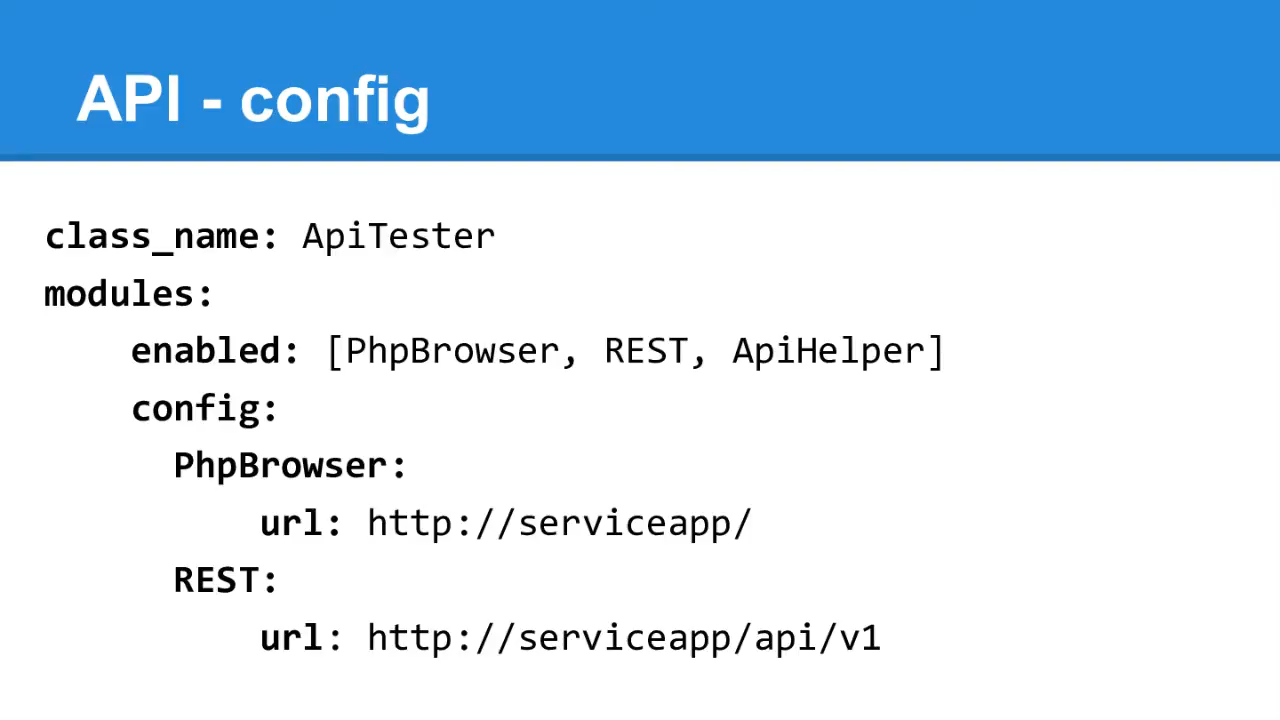 API - config
class_name: ApiTester
modules:
enabled: [PhpBrowser, REST, ApiHelper]
config:
PhpBrowser:
url: http://serviceapp/
REST:
url: http://serviceapp/api/v1